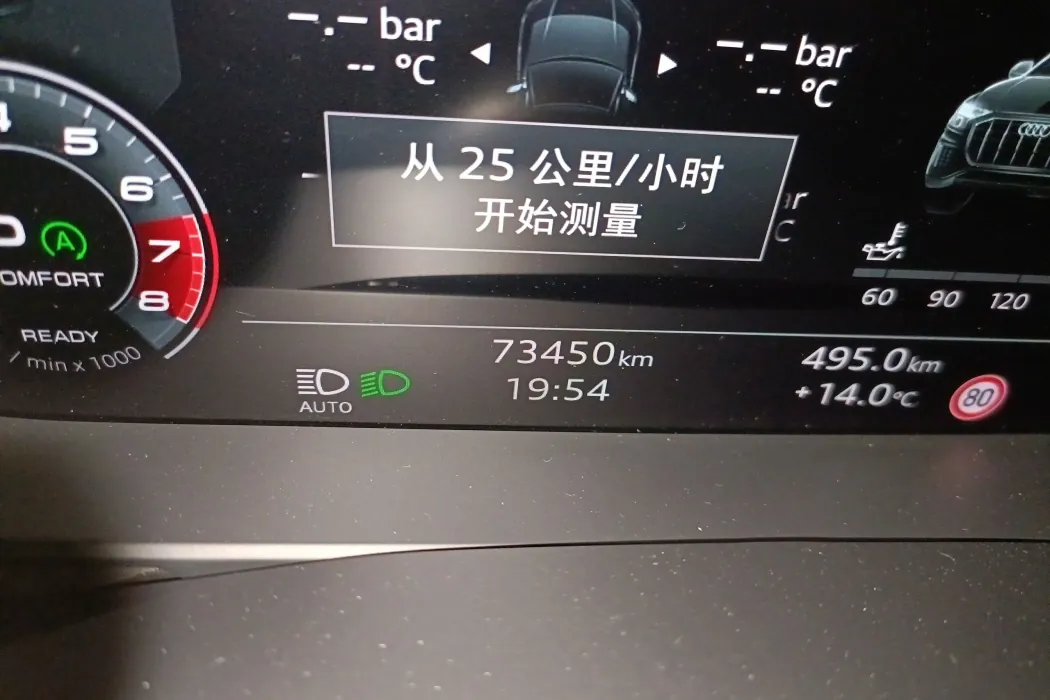 –.– bar
-- °C
–.– bar
-- °C
从 25 公里/小时
开始测量
4
5
6
7
8
A
COMFORT
READY
/ min x 1000
60 90 120
73450km
19:54
AUTO
495.0km
+14.0°C
80